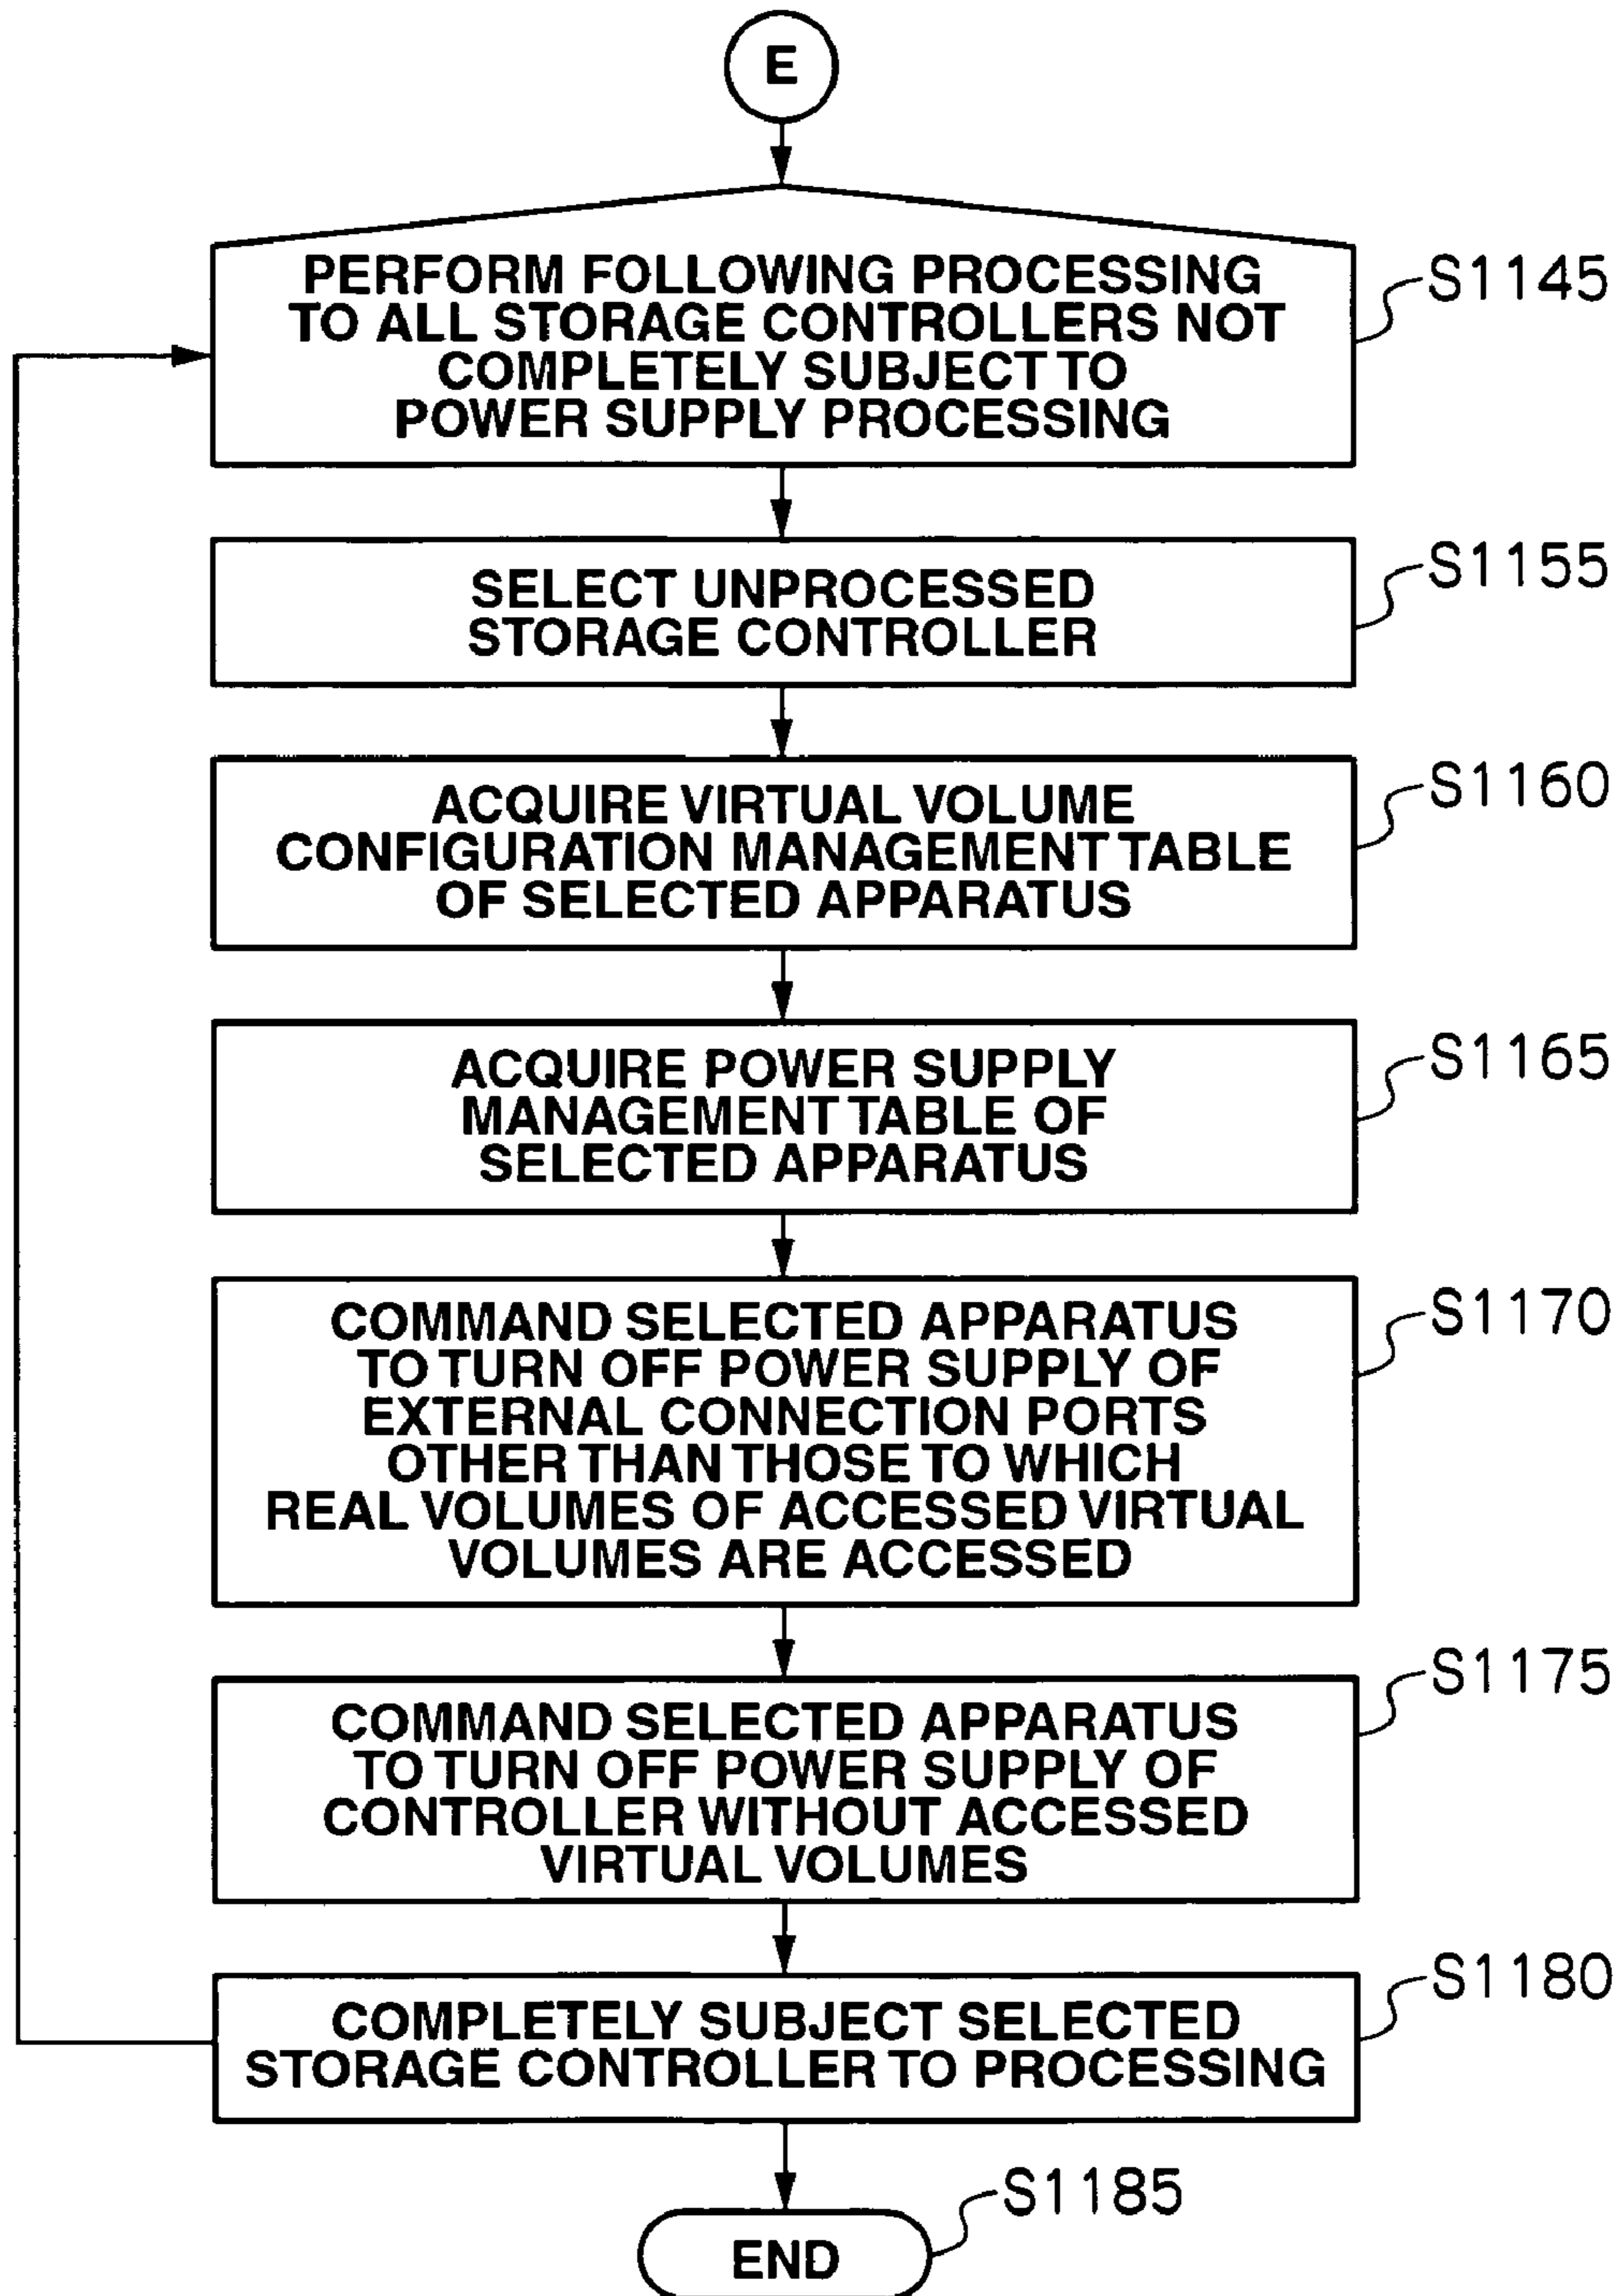 E
PERFORM FOLLOWING PROCESSING
TO ALL STORAGE CONTROLLERS NOT
COMPLETELY SUBJECT TO
POWER SUPPLY PROCESSING
S1145
SELECT UNPROCESSED
STORAGE CONTROLLER
S1155
ACQUIRE VIRTUAL VOLUME
CONFIGURATION MANAGEMENT TABLE
OF SELECTED APPARATUS
S1160
ACQUIRE POWER SUPPLY
MANAGEMENT TABLE OF
SELECTED APPARATUS
S1165
COMMAND SELECTED APPARATUS
TO TURN OFF POWER SUPPLY OF
EXTERNAL CONNECTION PORTS
OTHER THAN THOSE TO WHICH
REAL VOLUMES OF ACCESSED VIRTUAL
VOLUMES ARE ACCESSED
S1170
COMMAND SELECTED APPARATUS
TO TURN OFF POWER SUPPLY OF
CONTROLLER WITHOUT ACCESSED
VIRTUAL VOLUMES
S1175
COMPLETELY SUBJECT SELECTED
STORAGE CONTROLLER TO PROCESSING
S1180
END
S1185